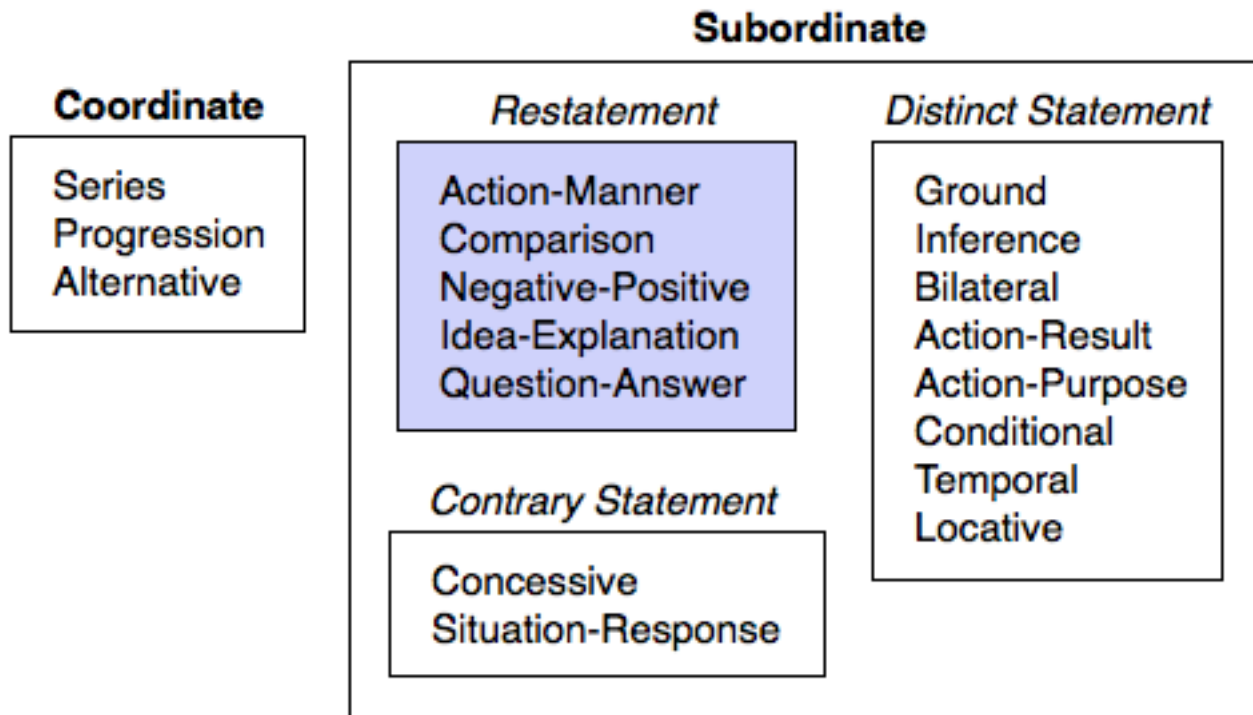 Subordinate
Coordinate
Series
Progression
Alternative
Restatement
Action-Manner
Comparison
Negative-Positive
Idea-Explanation
Question-Answer
Contrary Statement
Concessive
Situation-Response
Distinct Statement
Ground
Inference
Bilateral
Action-Result
Action-Purpose
Conditional
Temporal
Locative